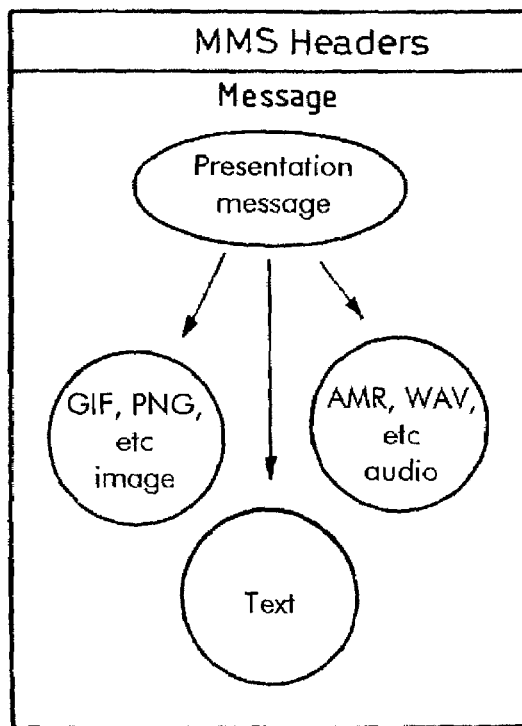 MMS Headers
Message
Presentation
message
GIF, PNG,
etc
image
AMR, WAV,
etc
audio
Text